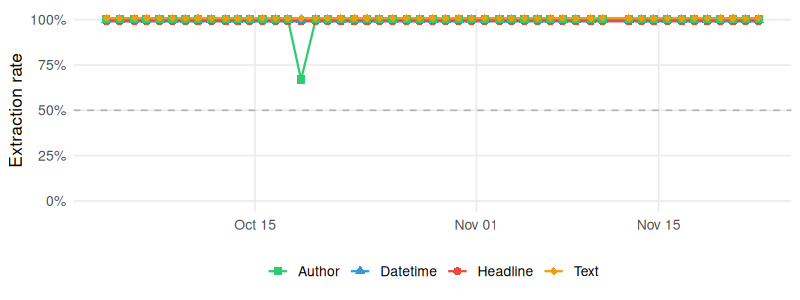 Extraction rate
100%
75%
50%
25%
0%
Oct 15 Nov 01 Nov 15
Author Datetime Headline Text